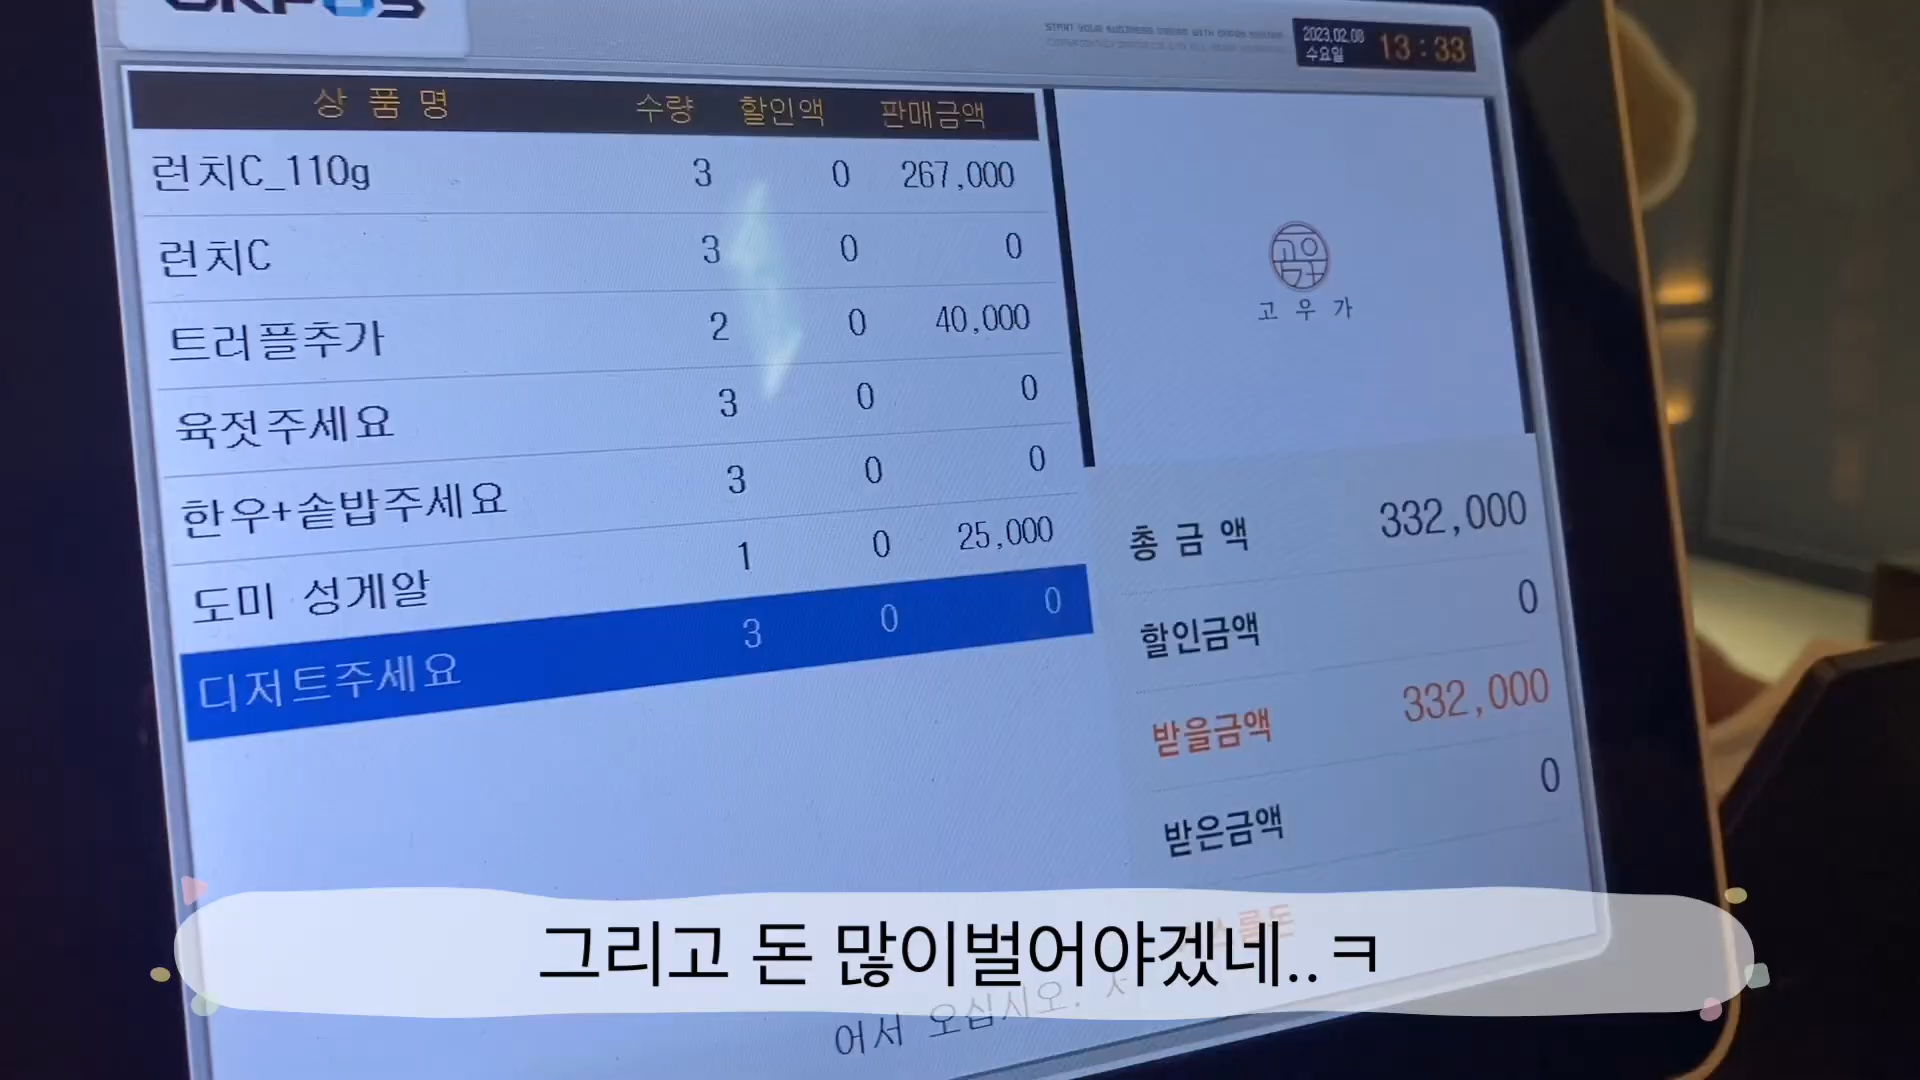 OKPOS
2023.02.08
수요일
13:33
상 품 명 수량 할인액 판매금액
런치C_110g 3 0 267,000
런치C 3 0 0
트러플추가 2 0 40,000
육젓주세요 3 0 0
한우+솥밥주세요 3 0 0
도미 성게알 1 0 25,000
디저트주세요 3 0 0
고우가
고 우 가
총 금 액 332,000
할인금액 0
받을금액 332,000
받은금액 0
그리고 돈 많이벌어야겠네..ㅋ
어서 오십시오.